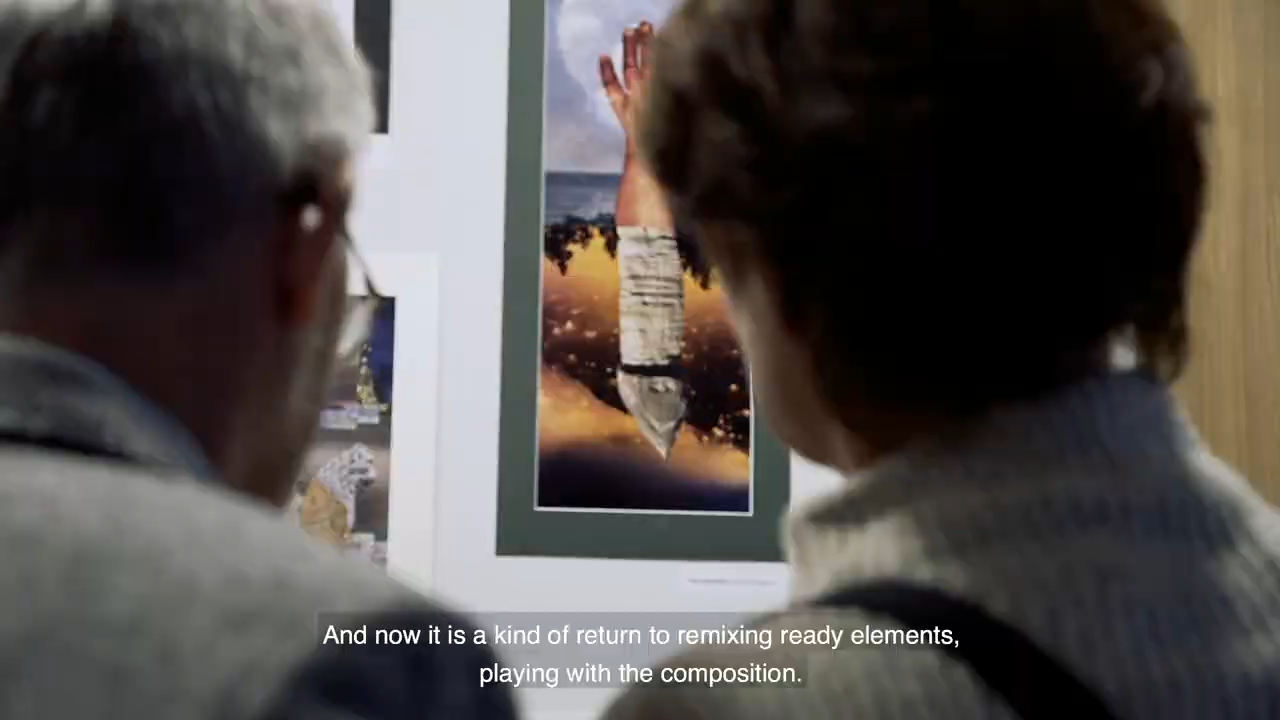 And now it is a kind of return to remixing ready elements,
playing with the composition.